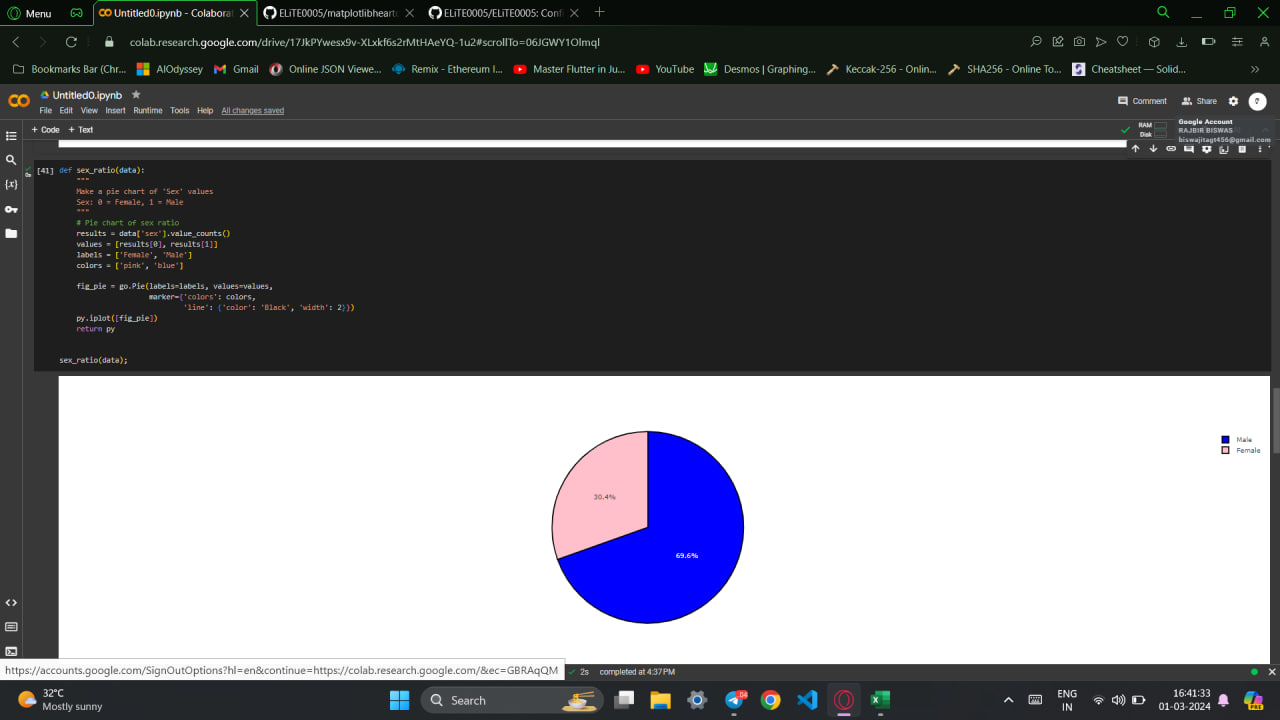 Menu
Untitled0.ipynb - Colaborat
ELiTE0005/matplotlibhearto
ELiTE0005/ELiTE0005: Confi
colab.research.google.com/drive/17JkPYwesx9v-XLxkf6s2rMtHAeYQ-1u2#scrollTo=06JGWY1Olmql
Bookmarks Bar (Chr...
AIOdyssey
Gmail
Online JSON Viewe...
Remix - Ethereum I...
Master Flutter in Ju...
YouTube
Desmos | Graphing...
Keccak-256 - Onlin...
SHA256 - Online To...
Cheatsheet — Solid...
Untitled0.ipynb
File Edit View Insert Runtime Tools Help All changes saved
Comment
Share
+ Code + Text
RAM
Disk
Google Account
RAJBIR BISWAS
biswajitagt456@gmail.com
[41] def sex_ratio(data):
"""
Make a pie chart of 'Sex' values
Sex: 0 = Female, 1 = Male
"""
# Pie chart of sex ratio
results = data['sex'].value_counts()
values = [results[0], results[1]]
labels = ['Female', 'Male']
colors = ['pink', 'blue']
fig_pie = go.Pie(labels=labels, values=values,
marker={'colors': colors,
'line': {'color': 'Black', 'width': 2}})
py.iplot([fig_pie])
return py
sex_ratio(data);
Male
Female
30.4%
69.6%
https://accounts.google.com/SignOutOptions?hl=en&continue=https://colab.research.google.com/&ec=GBRAqQM
2s completed at 4:37 PM
32°C
Mostly sunny
Search
04
ENG
IN
16:41:33
01-03-2024
PRE